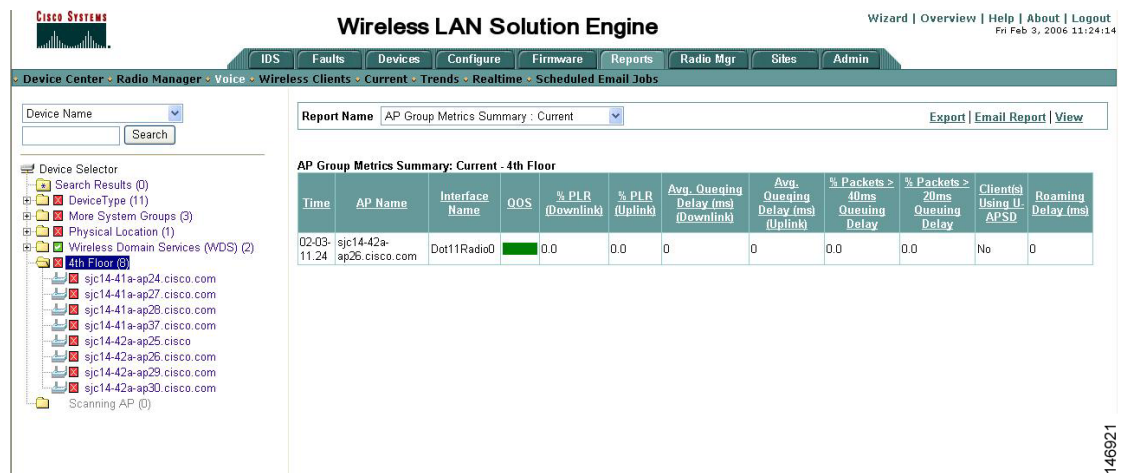 CISCO SYSTEMS
Wireless LAN Solution Engine
Wizard | Overview | Help | About | Logout
Fri Feb 3, 2006 11:24:14
IDS Faults Devices Configure Firmware Reports Radio Mgr Sites Admin
Device Center Radio Manager Voice Wireless Clients Current Trends Realtime Scheduled Email Jobs
Device Name
Search
Device Selector
Search Results (0)
DeviceType (11)
More System Groups (3)
Physical Location (1)
Wireless Domain Services (WDS) (2)
4th Floor (8)
sjc14-41a-ap24.cisco.com
sjc14-41a-ap27.cisco.com
sjc14-41a-ap28.cisco.com
sjc14-41a-ap37.cisco.com
sjc14-42a-ap25.cisco
sjc14-42a-ap26.cisco.com
sjc14-42a-ap29.cisco.com
sjc14-42a-ap30.cisco.com
Scanning AP (0)
Report Name AP Group Metrics Summary : Current
Export | Email Report | View
AP Group Metrics Summary: Current - 4th Floor
Time
AP Name
Interface
Name
QOS
% PLR
(Downlink)
% PLR
(Uplink)
Avg. Queqing
Delay (ms)
(Downlink)
Avg.
Queqing
Delay (ms)
(Uplink)
% Packets >
40ms
Queuing
Delay
% Packets >
20ms
Queuing
Delay
Client(s)
Using U-
APSD
Roaming
Delay (ms)
02-03-
11.24
sjc14-42a-
ap26.cisco.com
Dot11Radio0
0.0
0.0
0
0
0.0
0.0
No
0
146921